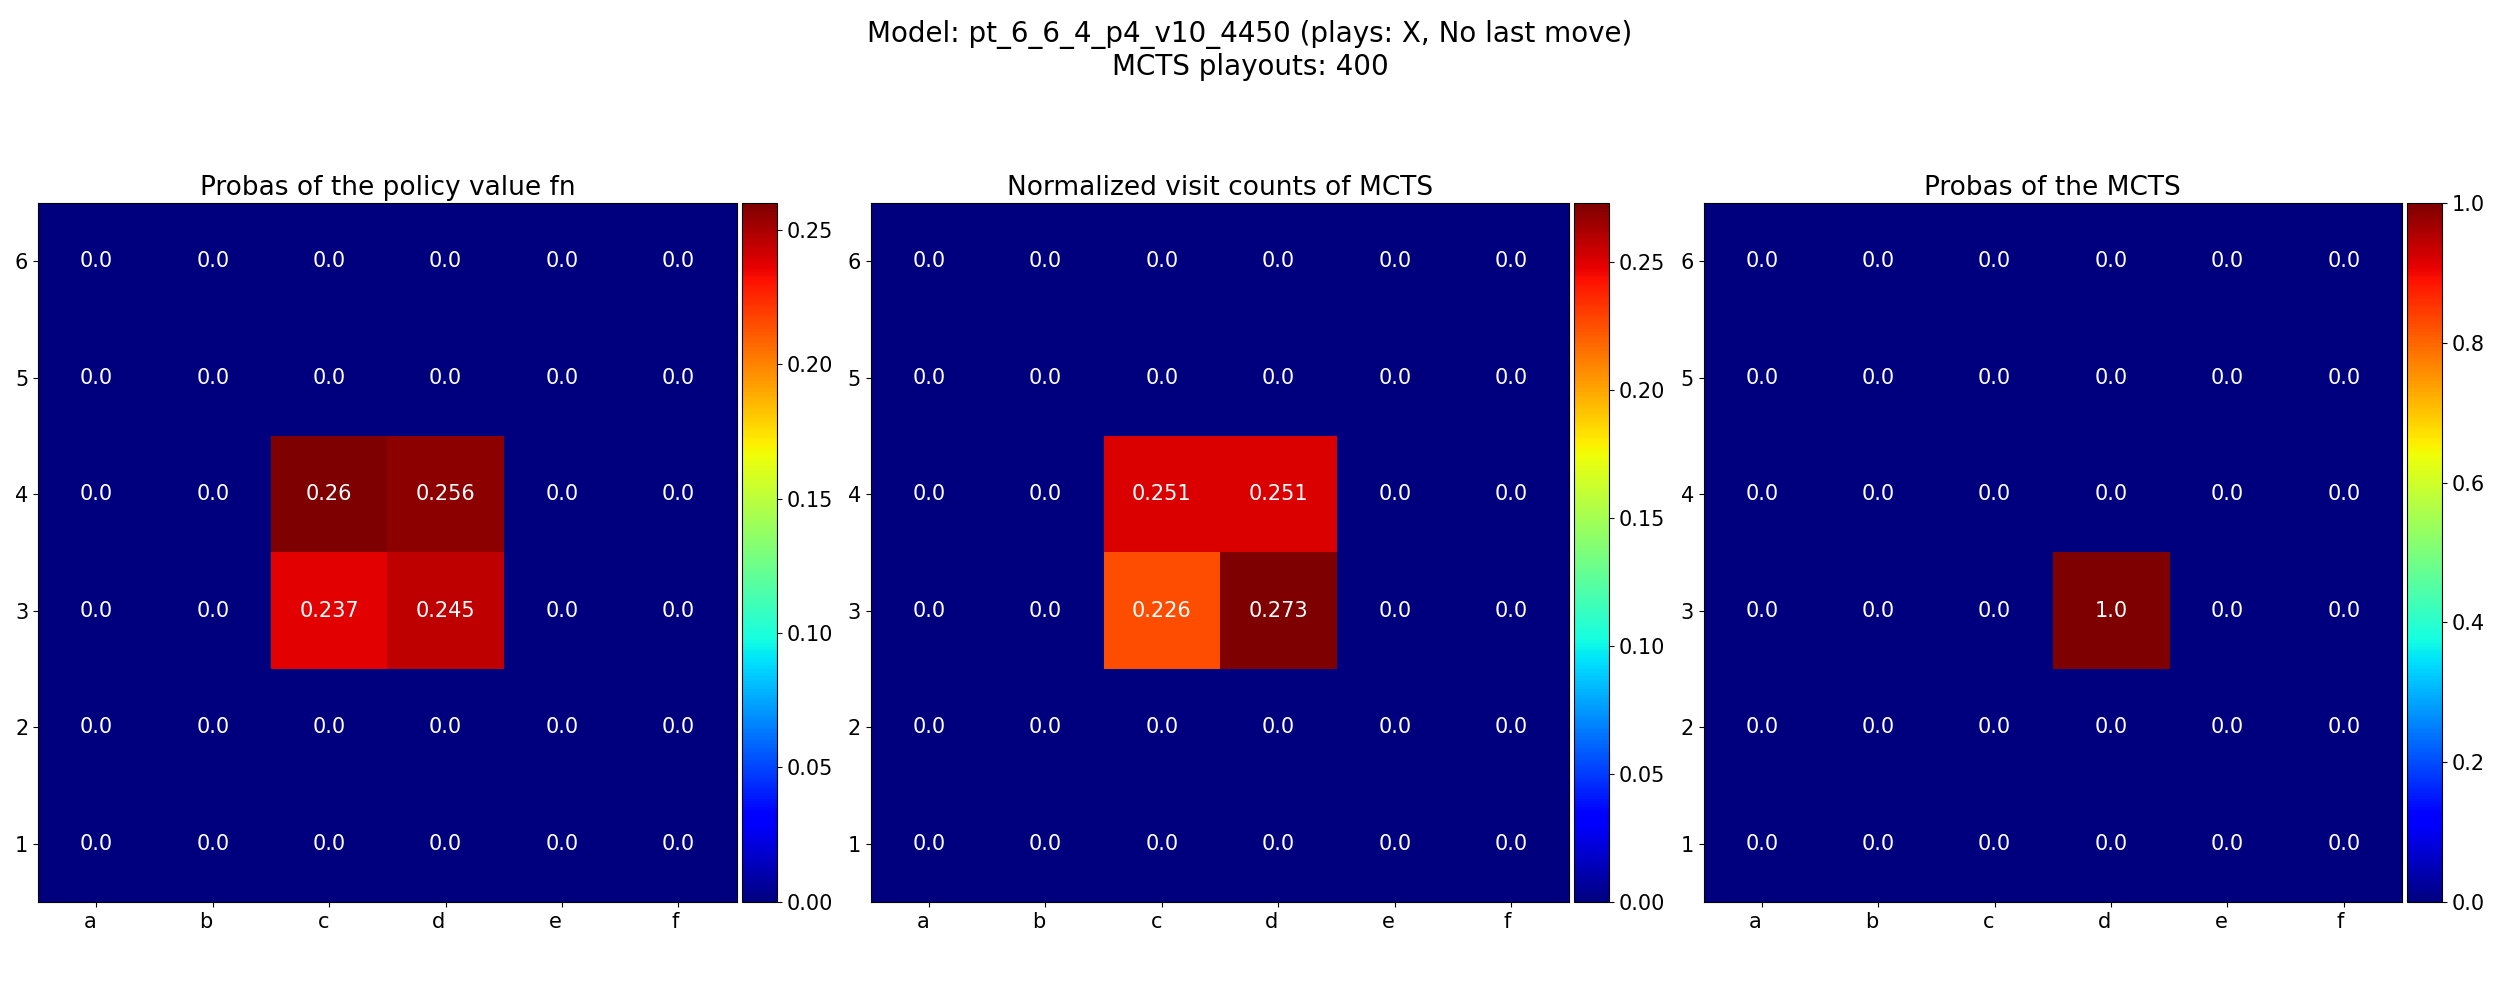 Model: pt_6_6_4_p4_v10_4450 (plays: X, No last move)
MCTS playouts: 400
Probas of the policy value fn
6 0.0 0.0 0.0 0.0 0.0 0.0
5 0.0 0.0 0.0 0.0 0.0 0.0
4 0.0 0.0 0.26 0.256 0.0 0.0
3 0.0 0.0 0.237 0.245 0.0 0.0
2 0.0 0.0 0.0 0.0 0.0 0.0
1 0.0 0.0 0.0 0.0 0.0 0.0
a b c d e f
0.25
0.20
0.15
0.10
0.05
0.00
Normalized visit counts of MCTS
6 0.0 0.0 0.0 0.0 0.0 0.0
5 0.0 0.0 0.0 0.0 0.0 0.0
4 0.0 0.0 0.251 0.251 0.0 0.0
3 0.0 0.0 0.226 0.273 0.0 0.0
2 0.0 0.0 0.0 0.0 0.0 0.0
1 0.0 0.0 0.0 0.0 0.0 0.0
a b c d e f
0.25
0.20
0.15
0.10
0.05
0.00
Probas of the MCTS
6 0.0 0.0 0.0 0.0 0.0 0.0
5 0.0 0.0 0.0 0.0 0.0 0.0
4 0.0 0.0 0.0 0.0 0.0 0.0
3 0.0 0.0 0.0 1.0 0.0 0.0
2 0.0 0.0 0.0 0.0 0.0 0.0
1 0.0 0.0 0.0 0.0 0.0 0.0
a b c d e f
1.0
0.8
0.6
0.4
0.2
0.0